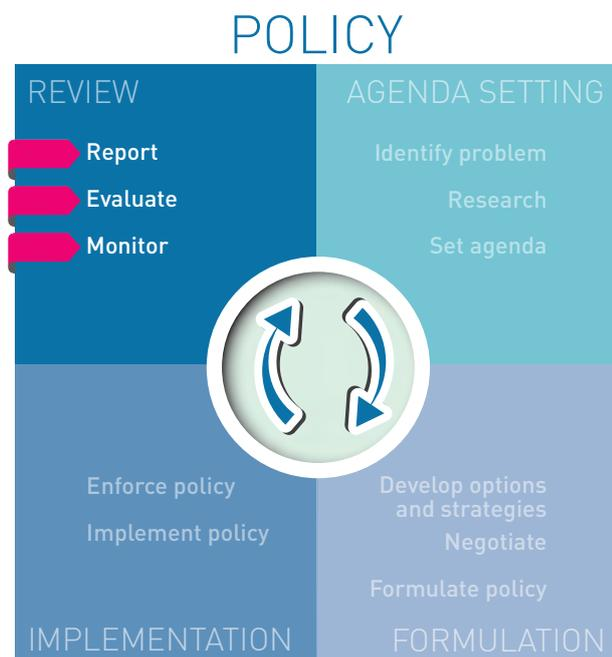 POLICY
REVIEW
Report
Evaluate
Monitor
AGENDA SETTING
Identify problem
Research
Set agenda
Enforce policy
Implement policy
IMPLEMENTATION
Develop options
and strategies
Negotiate
Formulate policy
FORMULATION